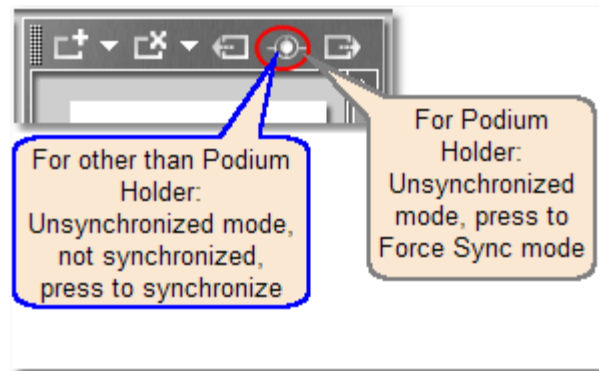 For other than Podium
Holder:
Unsynchronized mode,
not synchronized,
press to synchronize
For Podium
Holder:
Unsynchronized
mode, press to
Force Sync mode